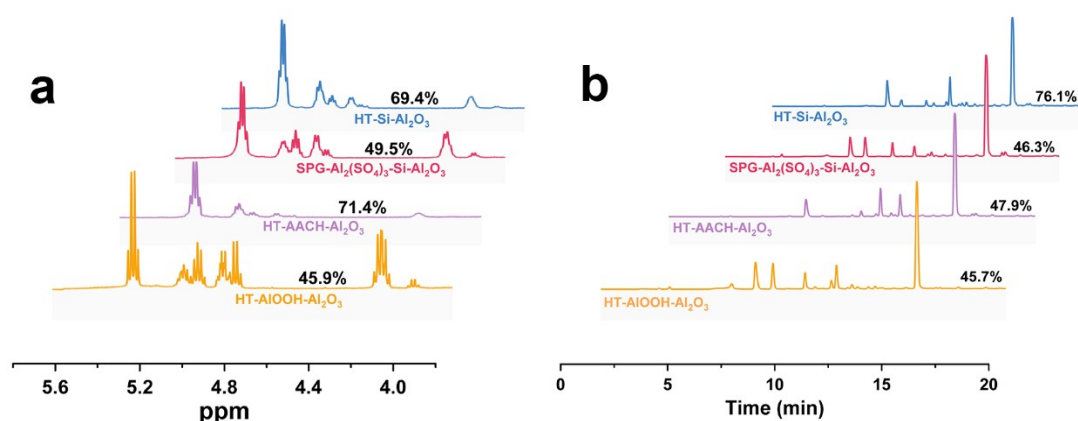 a
69.4%
HT-Si-Al₂O₃
49.5%
SPG-Al₂(SO₄)₃-Si-Al₂O₃
71.4%
HT-AACH-Al₂O₃
45.9%
HT-AlOOH-Al₂O₃
5.6 5.2 4.8 4.4 4.0
ppm
b
76.1%
HT-Si-Al₂O₃
46.3%
SPG-Al₂(SO₄)₃-Si-Al₂O₃
47.9%
HT-AACH-Al₂O₃
45.7%
HT-AlOOH-Al₂O₃
0 5 10 15 20
Time (min)